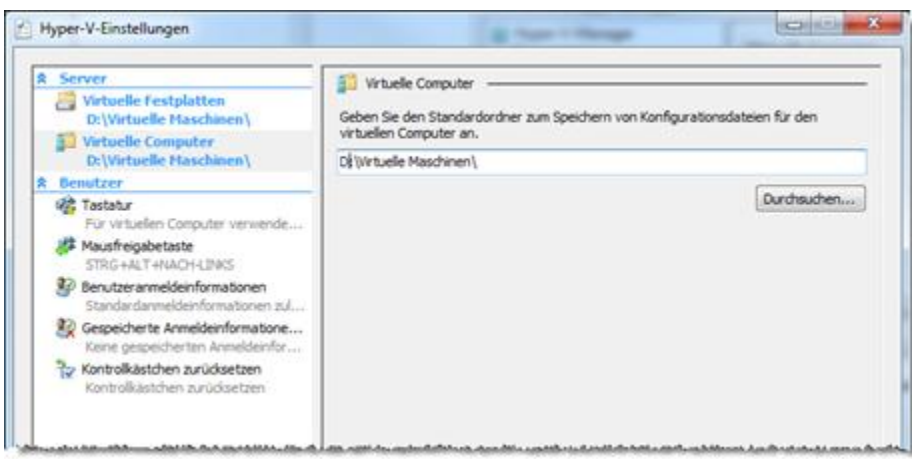 Hyper-V-Einstellungen
Server
Virtuelle Festplatten
D:\Virtuelle Maschinen\
Virtuelle Computer
D:\Virtuelle Maschinen\
Benutzer
Tastatur
Für virtuellen Computer verwende...
Mausfreigabetaste
STRG+ALT+NACH-LINKS
Benutzeranmeldeinformationen
Standardanmeldeinformationen zul...
Gespeicherte Anmeldeinformatione...
Keine gespeicherten Anmeldeinfor...
Kontrollkästchen zurücksetzen
Kontrollkästchen zurücksetzen
Virtuelle Computer
Geben Sie den Standardordner zum Speichern von Konfigurationsdateien für den
virtuellen Computer an.
D:\Virtuelle Maschinen\
Durchsuchen...